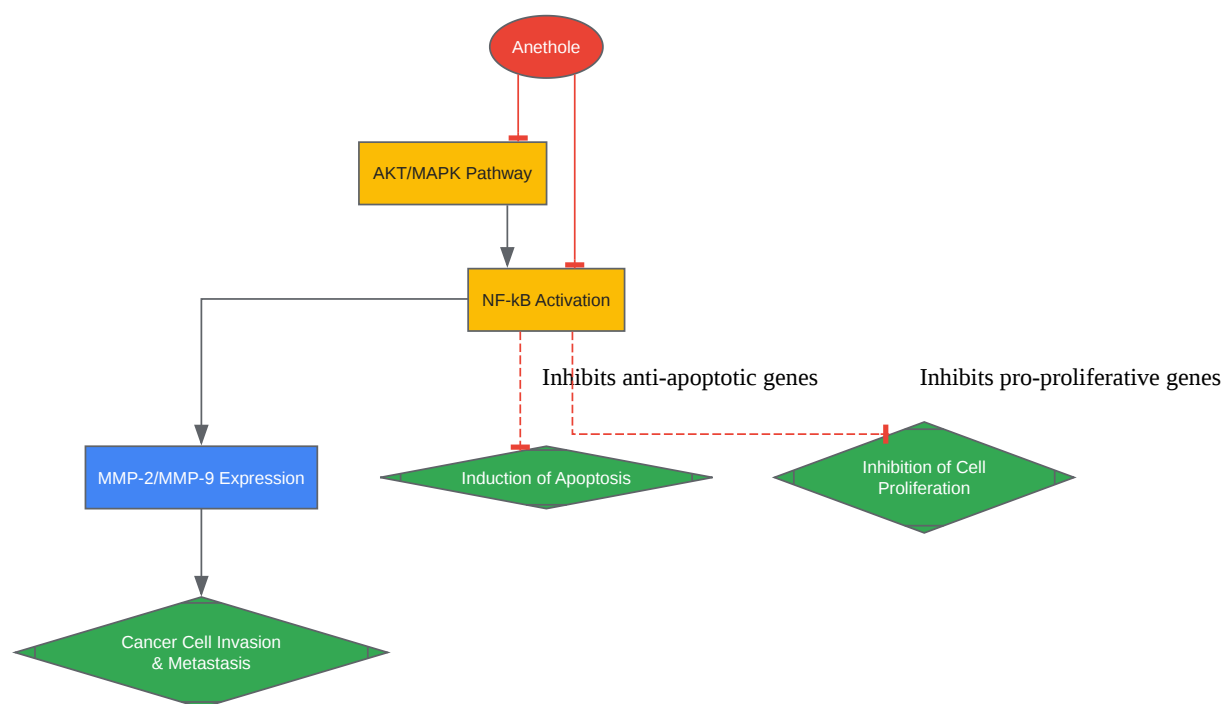 Anethole
AKT/MAPK Pathway
NF-kB Activation
Inhibits anti-apoptotic genes
Inhibits pro-proliferative genes
MMP-2/MMP-9 Expression
Induction of Apoptosis
Inhibition of Cell
Proliferation
Cancer Cell Invasion
& Metastasis